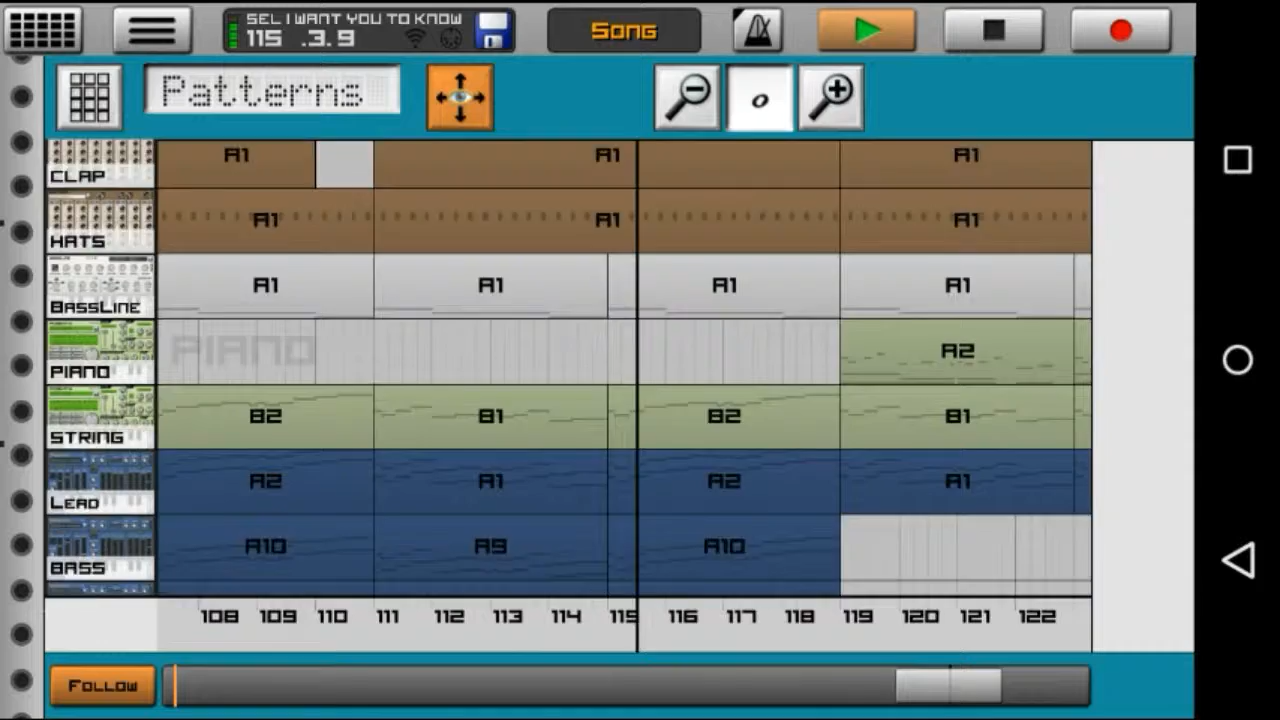 SEL I WANT YOU TO KNOW
115 .3.9
Song
Patterns
o
CLAP A1 A1 A1
HATS A1 A1 A1
BassLine A1 A1 A1 A1
PIANO PIANO A2
STRING B2 B1 B2 B1
Lead A2 A1 A2 A1
BASS A10 A9 A10
108 109 110 111 112 113 114 115 116 117 118 119 120 121 122
Follow